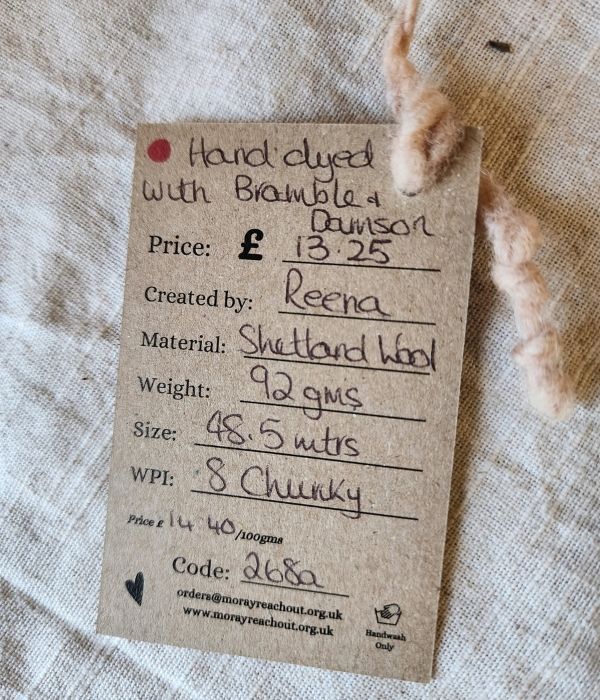 Hand dyed
with Bramble &
Damson
Price: £ 13.25
Created by: Reena
Material: Shetland Wool
Weight: 92 gms
Size: 48.5 mtrs
WPI: 8 Chunky
Price £ 14.40/100gms
Code: 268a
orders@morayreachout.org.uk
www.morayreachout.org.uk
Handwash
Only